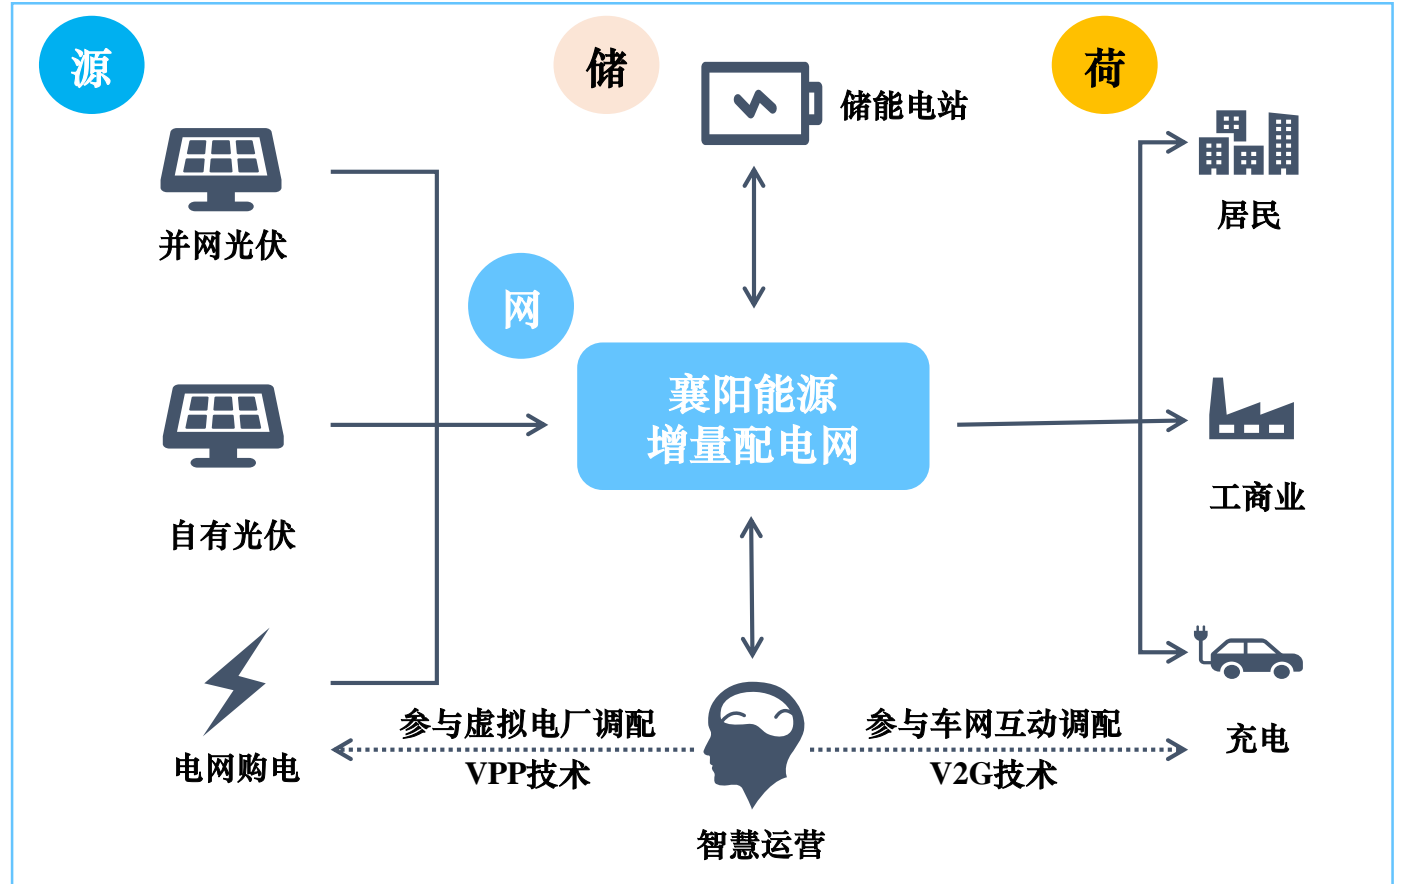 源
储
荷
储能电站
并网光伏
居民
网
襄阳能源
增量配电网
自有光伏
工商业
电网购电
参与虚拟电厂调配
VPP技术
参与车网互动调配
V2G技术
充电
智慧运营